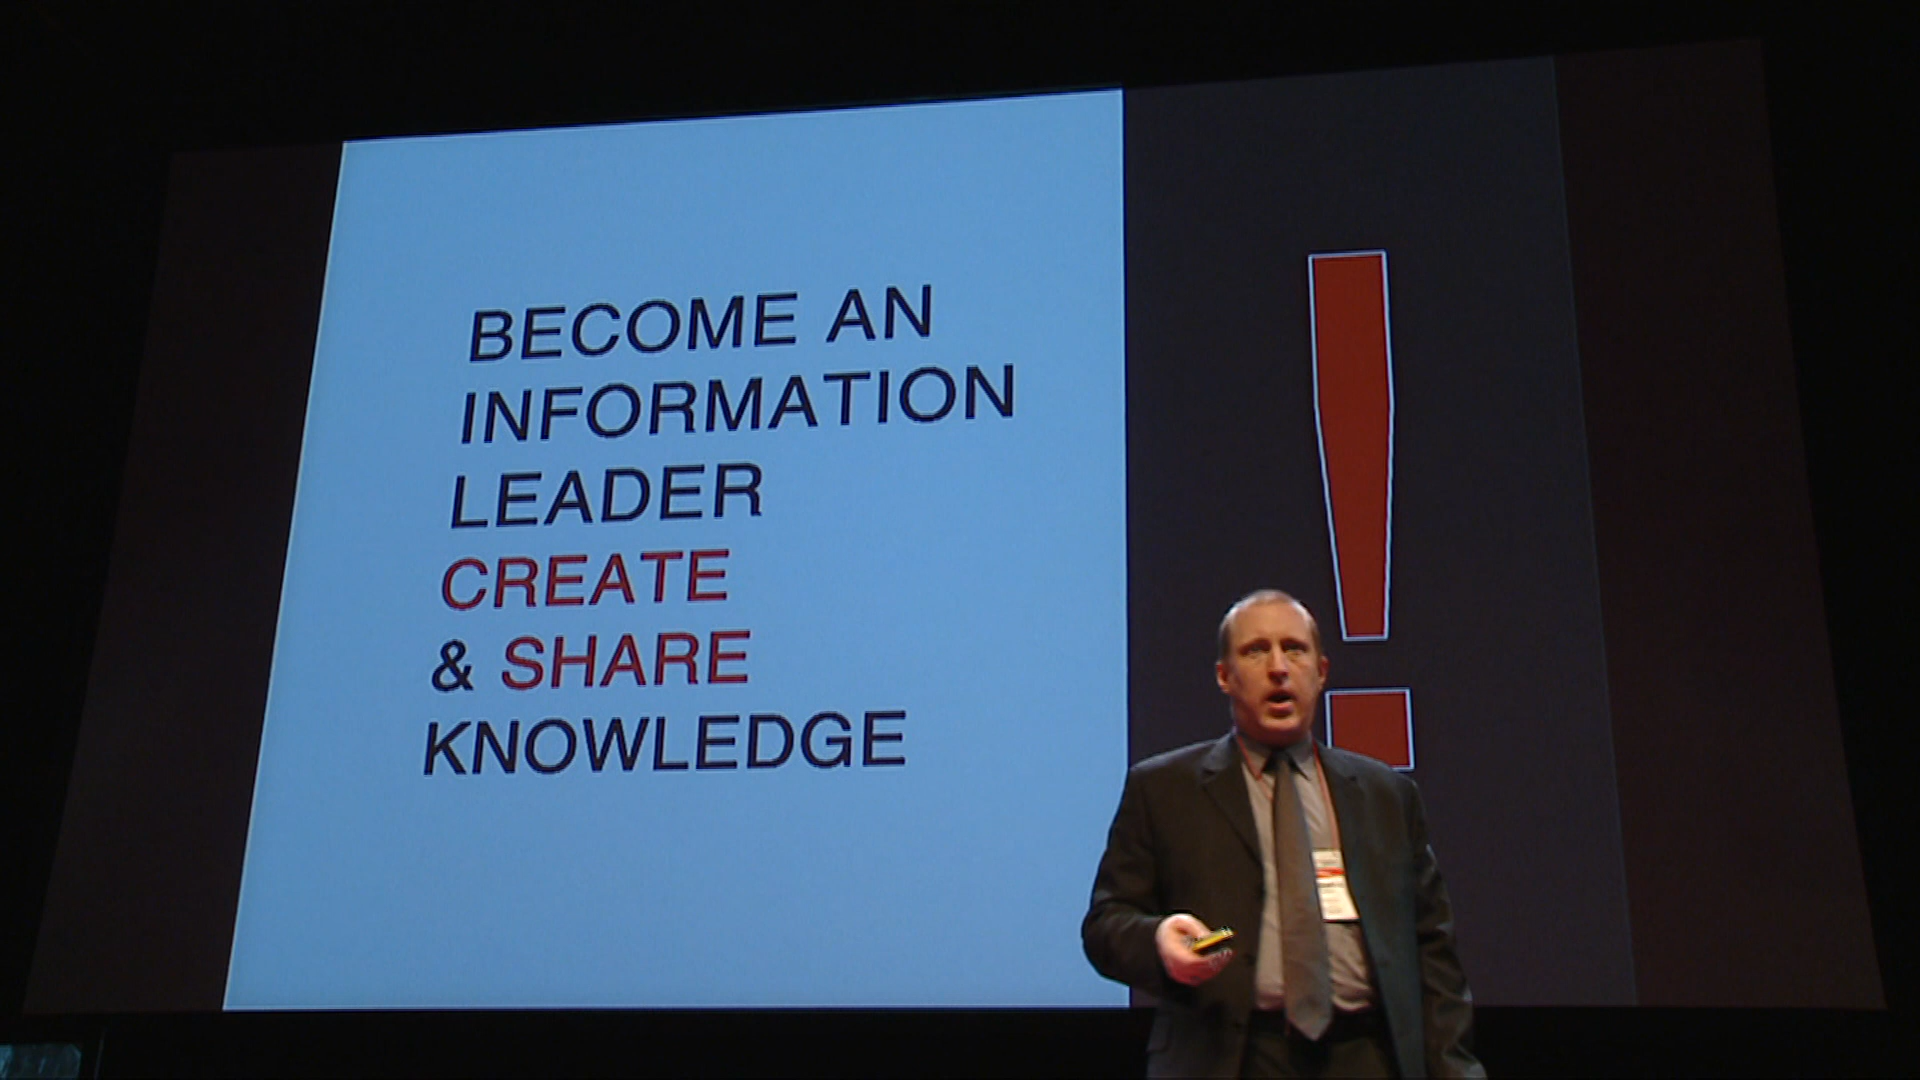 BECOME AN
INFORMATION
LEADER
CREATE
& SHARE
KNOWLEDGE
!